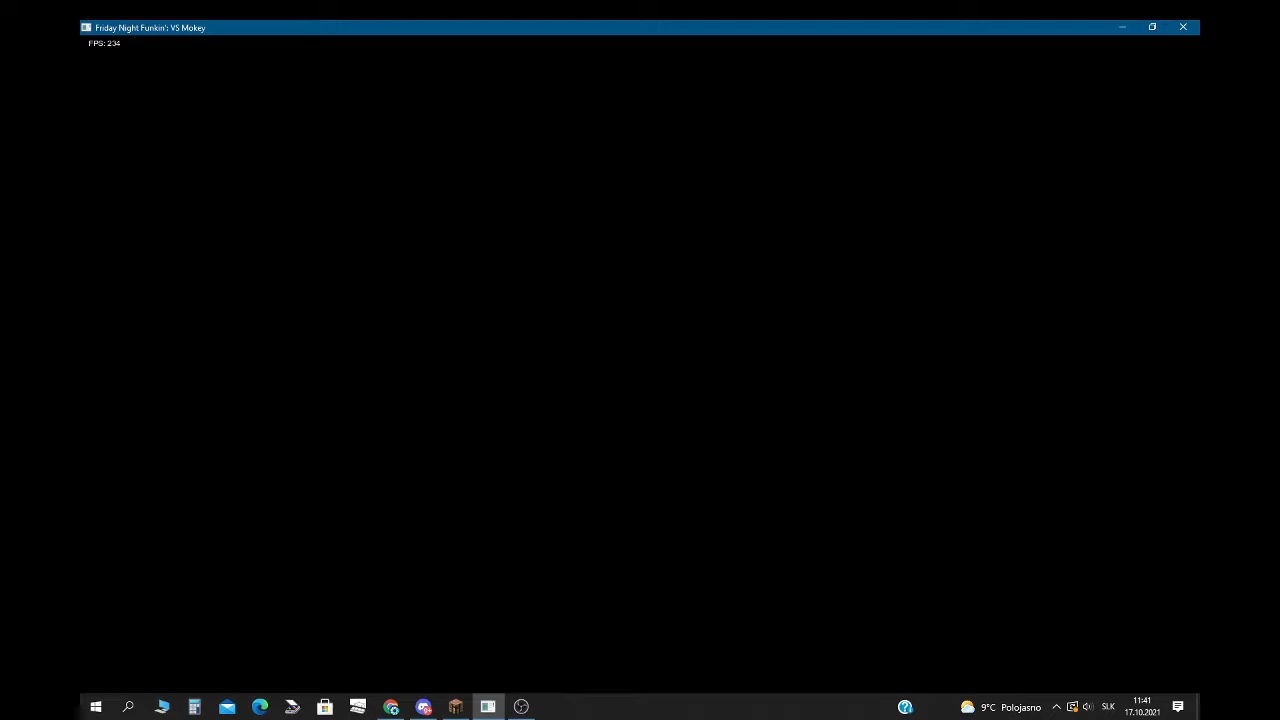 Friday Night Funkin': VS Mokey
FPS: 234
9°C Polojasno
SLK
11:41
17.10.2021